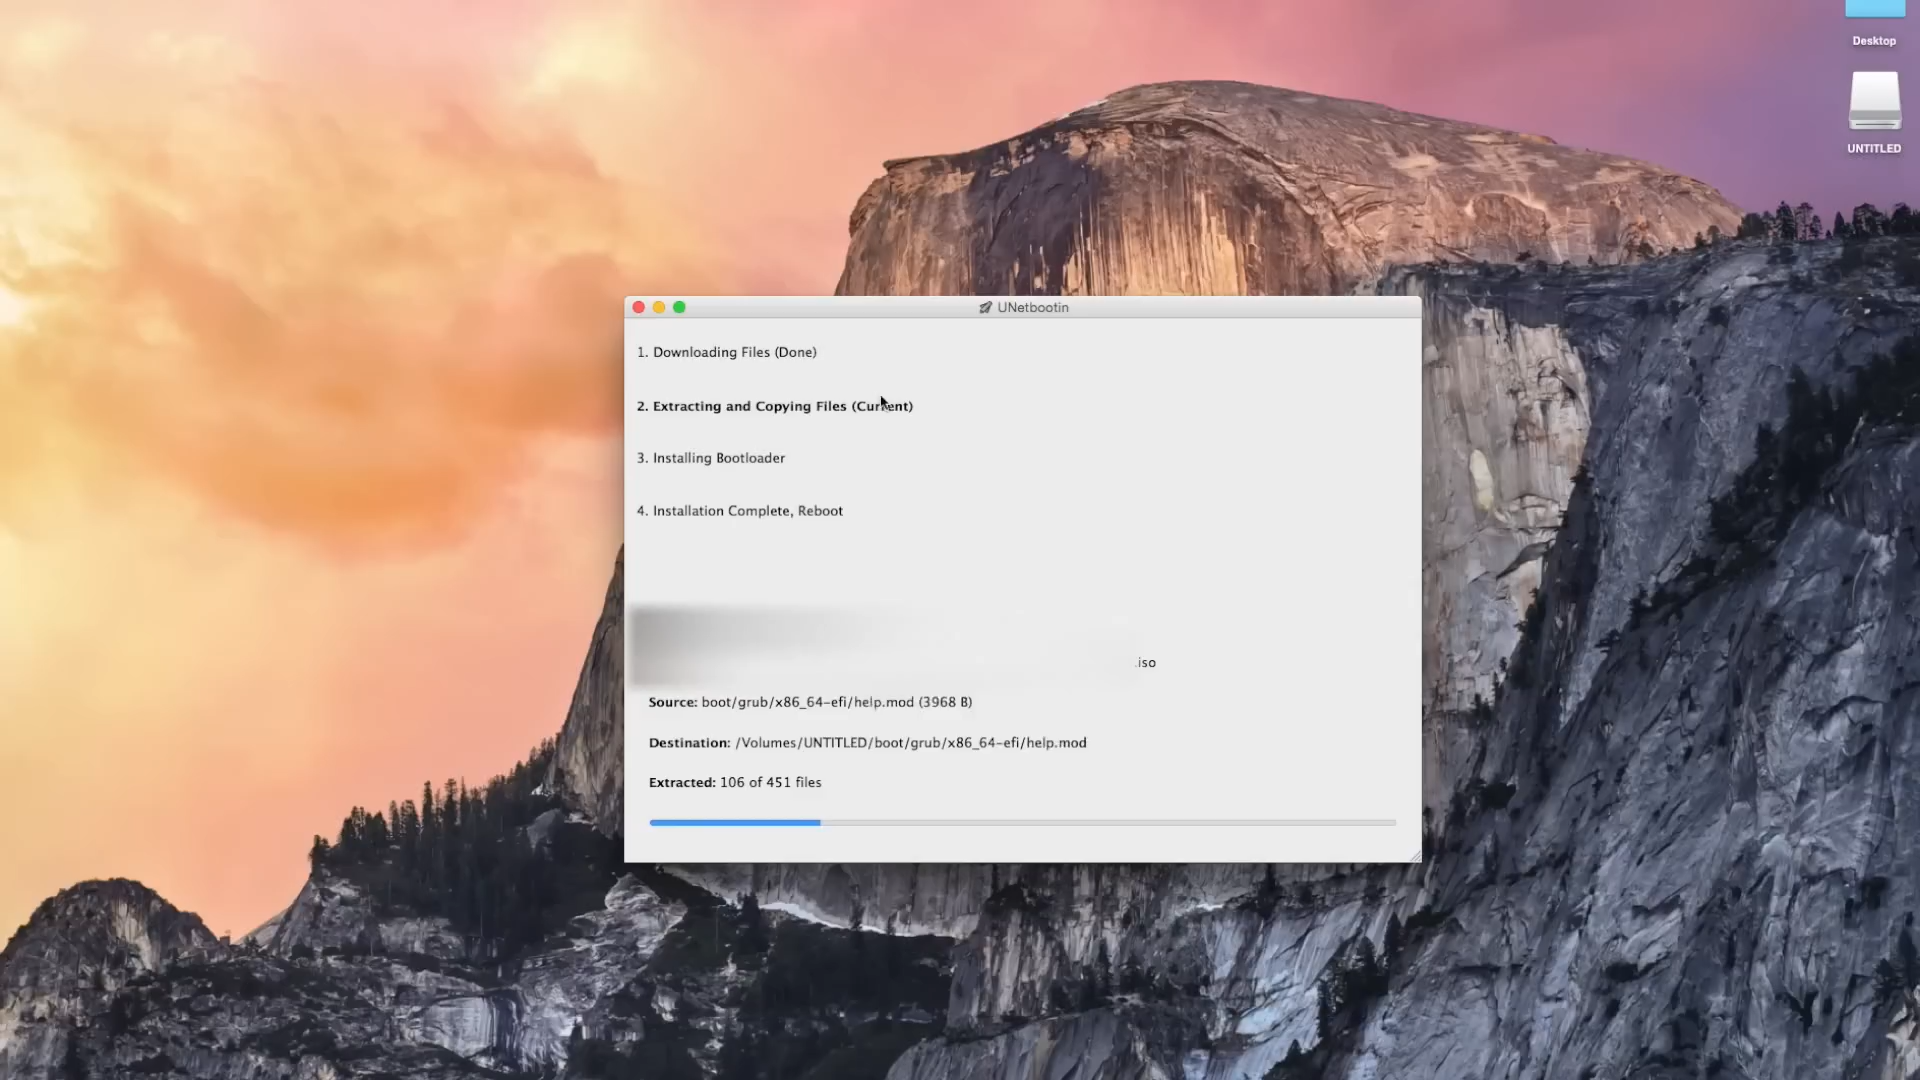 Desktop
UNTITLED
UNetbootin
1. Downloading Files (Done)
2. Extracting and Copying Files (Current)
3. Installing Bootloader
4. Installation Complete, Reboot
.iso
Source: boot/grub/x86_64-efi/help.mod (3968 B)
Destination: /Volumes/UNTITLED/boot/grub/x86_64-efi/help.mod
Extracted: 106 of 451 files